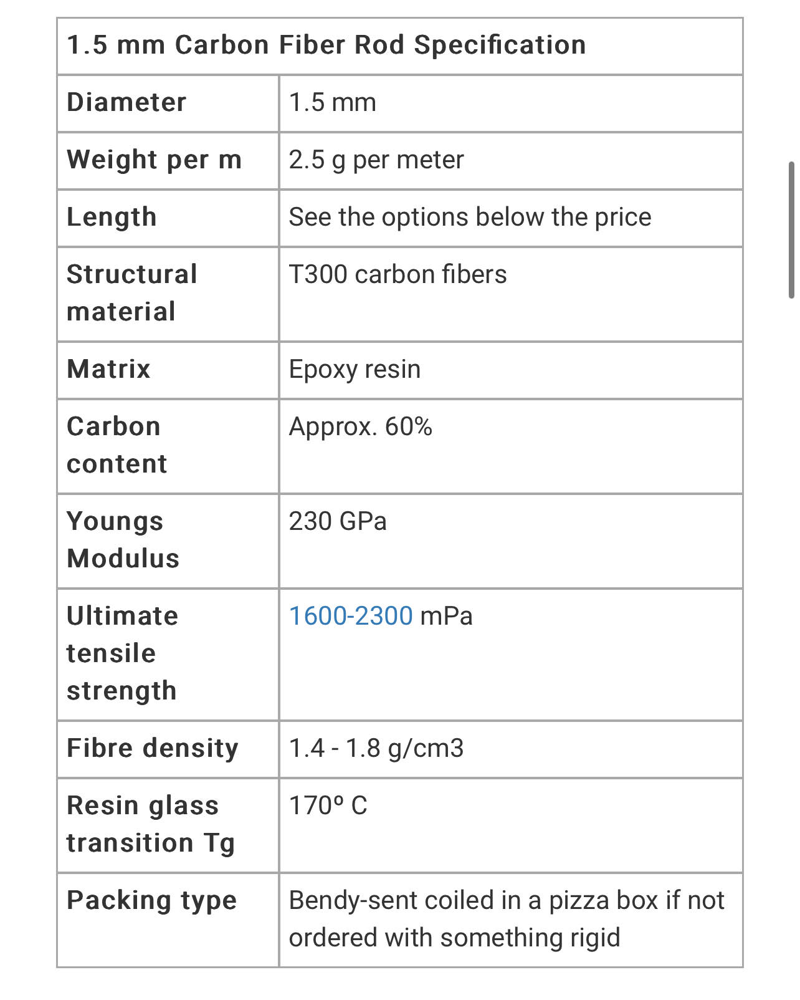 1.5 mm Carbon Fiber Rod Specification
Diameter 1.5 mm
Weight per m 2.5 g per meter
Length See the options below the price
Structural T300 carbon fibers
material
Matrix Epoxy resin
Carbon Approx. 60%
content
Youngs 230 GPa
Modulus
Ultimate 1600-2300 mPa
tensile
strength
Fibre density 1.4 - 1.8 g/cm3
Resin glass 170º C
transition Tg
Packing type Bendy-sent coiled in a pizza box if not
ordered with something rigid